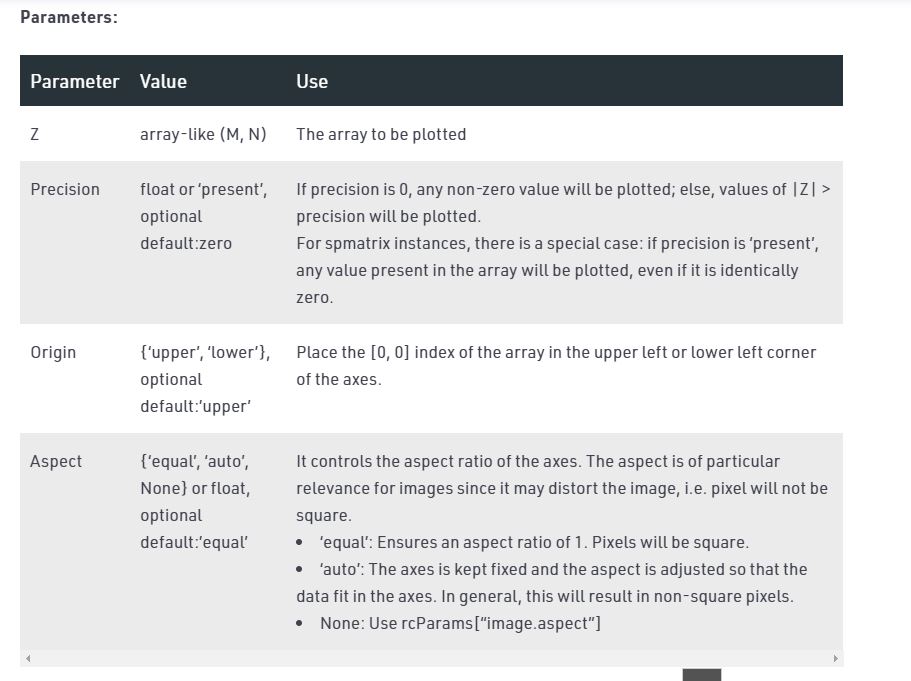 Parameters:
Parameter Value Use
Z array-like (M, N) The array to be plotted
Precision float or ‘present’, If precision is 0, any non-zero value will be plotted; else, values of |Z| >
optional precision will be plotted.
default:zero For spmatrix instances, there is a special case: if precision is ‘present’,
any value present in the array will be plotted, even if it is identically
zero.
Origin {‘upper’, ‘lower’}, Place the [0, 0] index of the array in the upper left or lower left corner
optional of the axes.
default:’upper’
Aspect {‘equal’, ‘auto’, It controls the aspect ratio of the axes. The aspect is of particular
None} or float, relevance for images since it may distort the image, i.e. pixel will not be
optional square.
default:‘equal’ • ‘equal’: Ensures an aspect ratio of 1. Pixels will be square.
• ‘auto’: The axes is kept fixed and the aspect is adjusted so that the
data fit in the axes. In general, this will result in non-square pixels.
• None: Use rcParams[“image.aspect”]